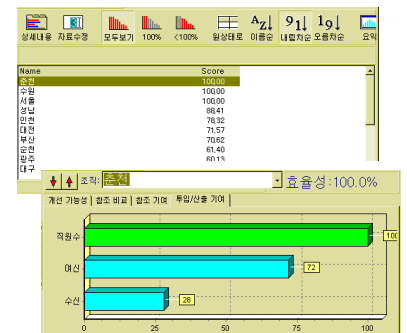 상세내용 자료수정 모두보기 100% <100% 원상태로 이름순 내림차순 오름차순 요약
Name Score
춘천 100,00
수원 100,00
서울 100,00
성남 88,41
인천 78,32
대전 71,57
부산 70,62
순천 61,40
광주 60,13
대구
조직: 춘천 효율성:100.0%
개선 가능성 참조 비교 참조 기여 투입/산출 기여
직원수 100
여신 72
수신 28
0 25 50 75 100